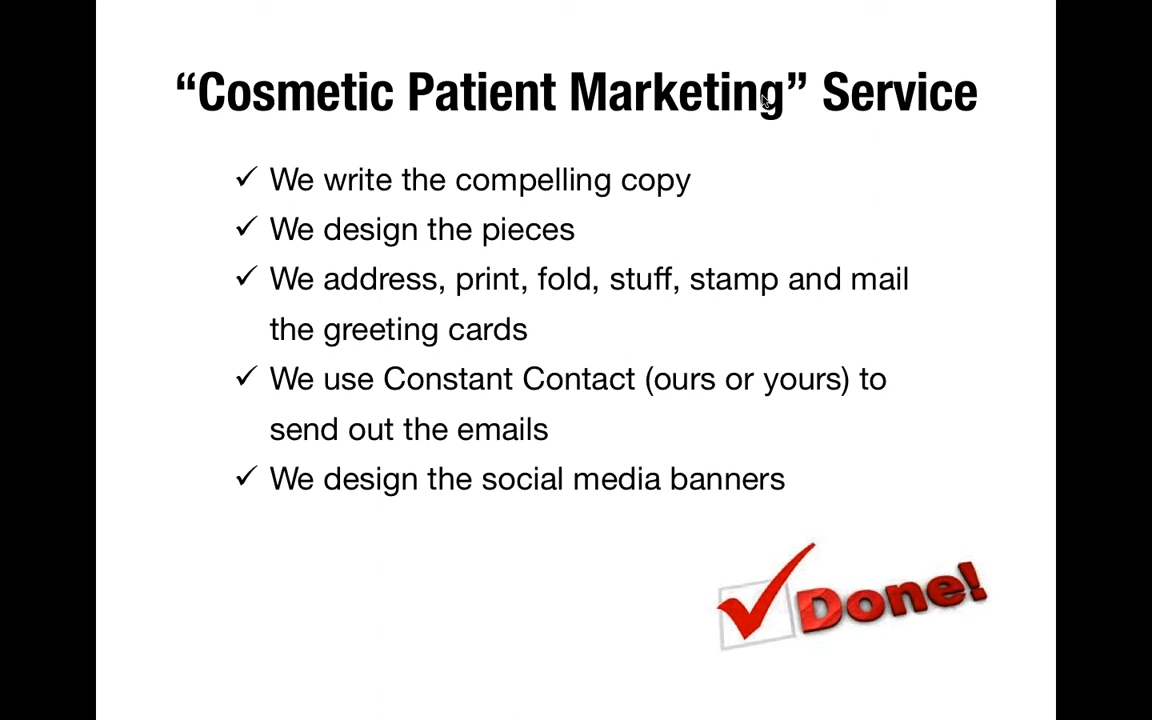 “Cosmetic Patient Marketing” Service
✓ We write the compelling copy
✓ We design the pieces
✓ We address, print, fold, stuff, stamp and mail
the greeting cards
✓ We use Constant Contact (ours or yours) to
send out the emails
✓ We design the social media banners
Done!